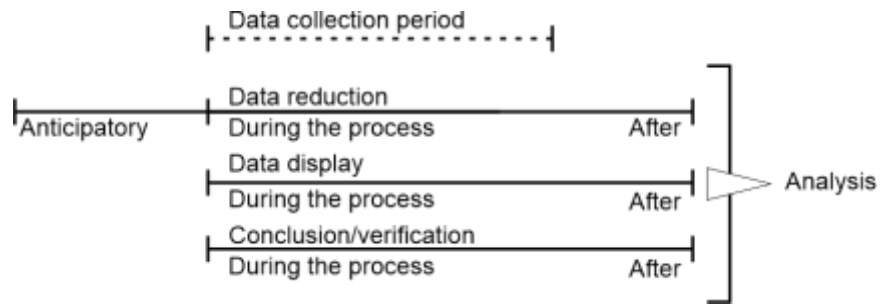 Data collection period
Data reduction
Anticipatory During the process After
Data display
During the process After
Analysis
Conclusion/verification
During the process After